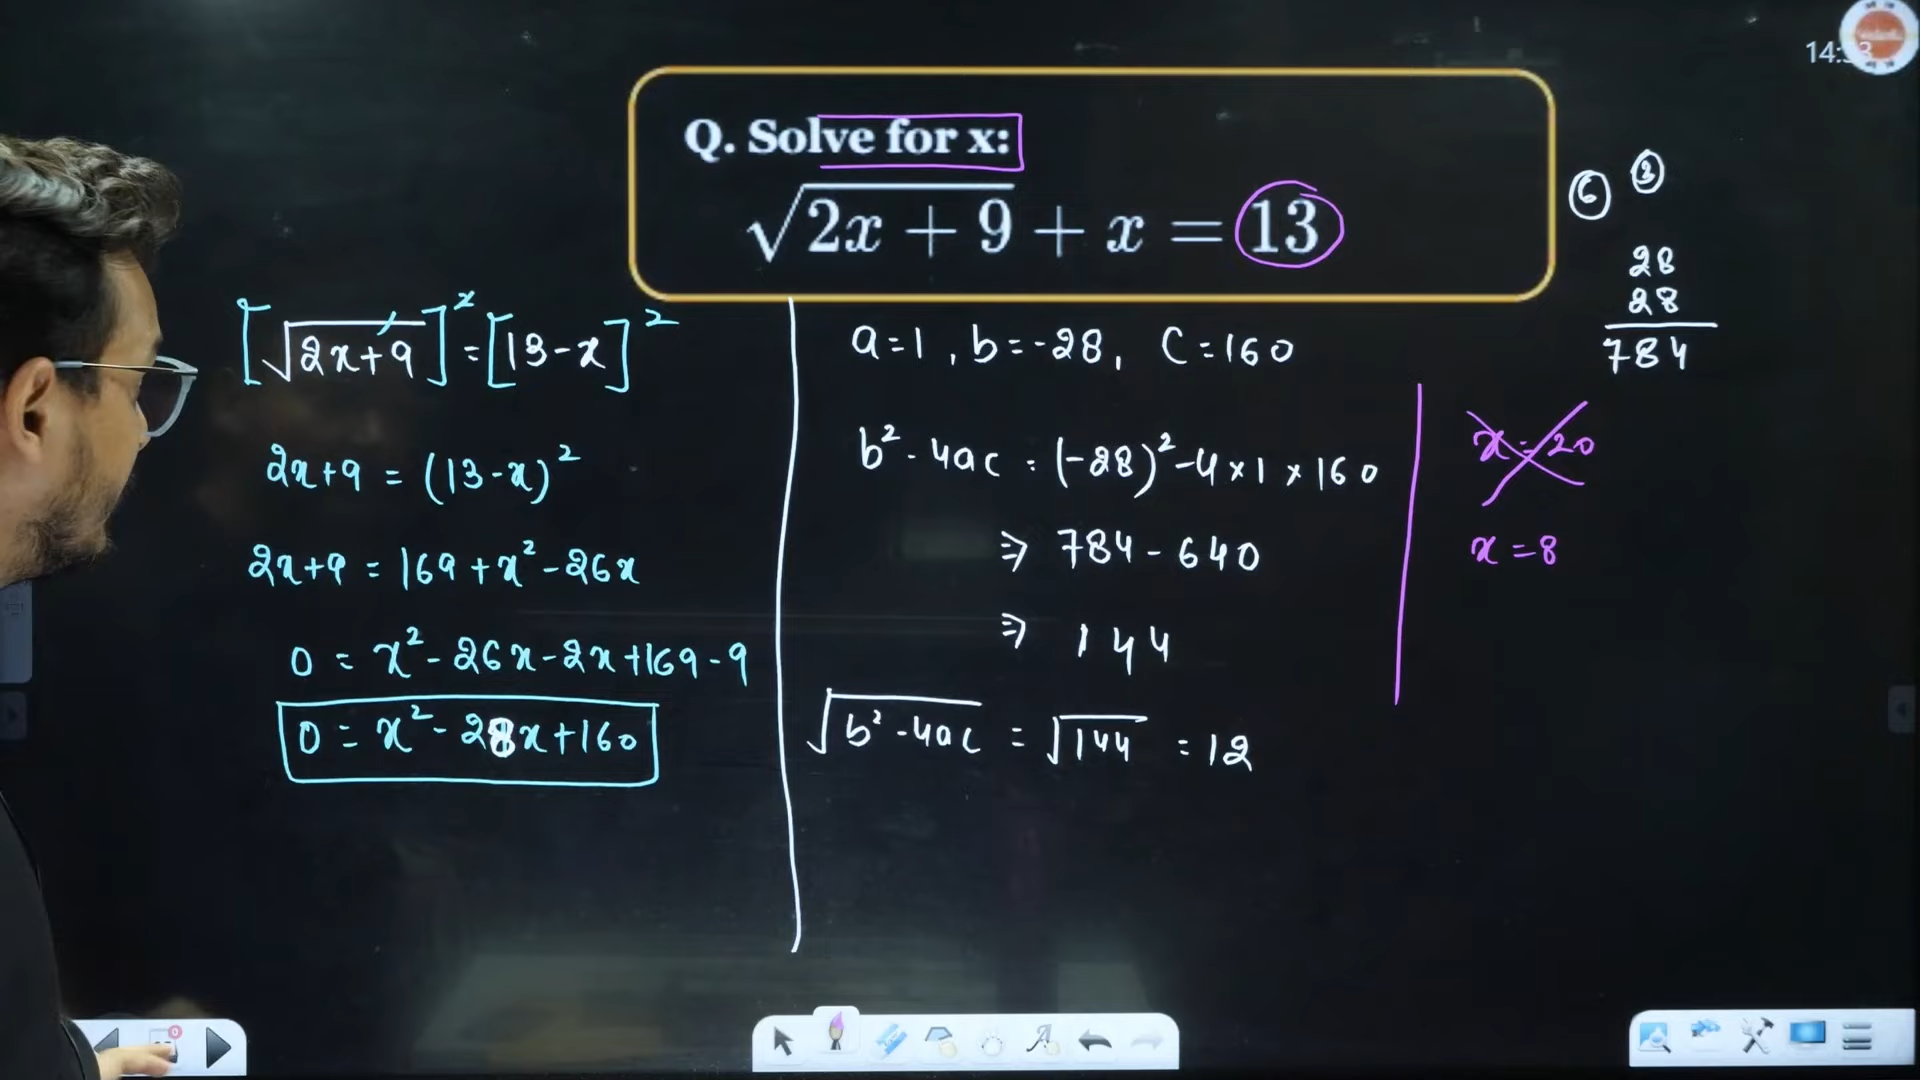 Q. Solve for x:
√2x + 9 + x = 13
[√2x+9]² = [13-x]²
2x+9 = (13-x)²
2x+9 = 169+x²-26x
0 = x²-26x-2x+169-9
0 = x²-28x+160
a=1, b=-28, C=160
b²-4ac = (-28)²-4×1×160
⇒ 784-640
⇒ 144
√b²-4ac = √144 = 12
x=20
x=8
6
28
28
784